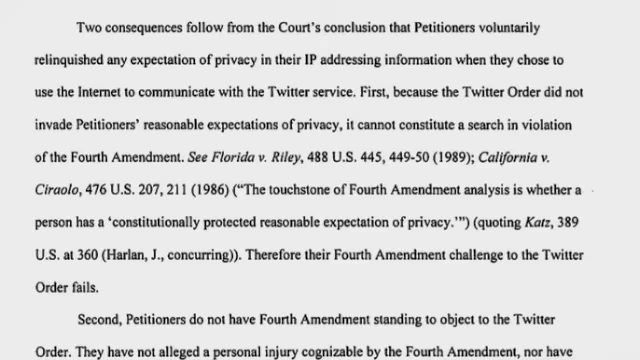 Two consequences follow from the Court's conclusion that Petitioners voluntarily
relinquished any expectation of privacy in their IP addressing information when they chose to
use the Internet to communicate with the Twitter service. First, because the Twitter Order did not
invade Petitioners' reasonable expectations of privacy, it cannot constitute a search in violation
of the Fourth Amendment. See Florida v. Riley, 488 U.S. 445, 449-50 (1989); California v.
Ciraolo, 476 U.S. 207, 211 (1986) ("The touchstone of Fourth Amendment analysis is whether a
person has a 'constitutionally protected reasonable expectation of privacy.'") (quoting Katz, 389
U.S. at 360 (Harlan, J., concurring)). Therefore their Fourth Amendment challenge to the Twitter
Order fails.
Second, Petitioners do not have Fourth Amendment standing to object to the Twitter
Order. They have not alleged a personal injury cognizable by the Fourth Amendment, nor have